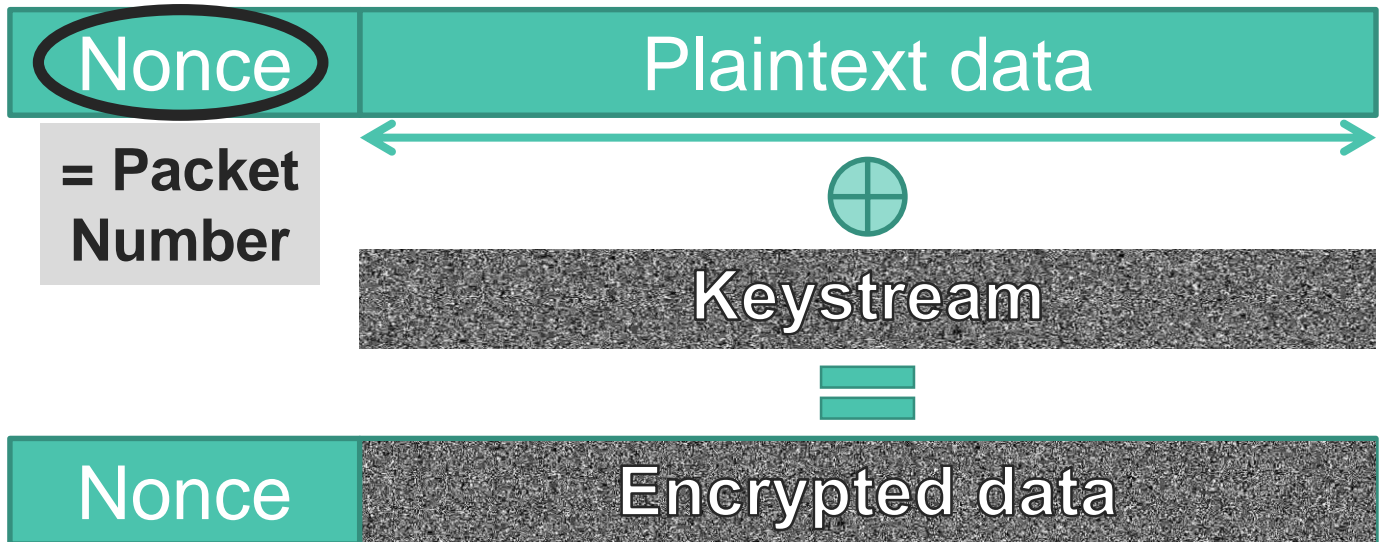 Nonce
Plaintext data
= Packet
Number
Keystream
Nonce
Encrypted data